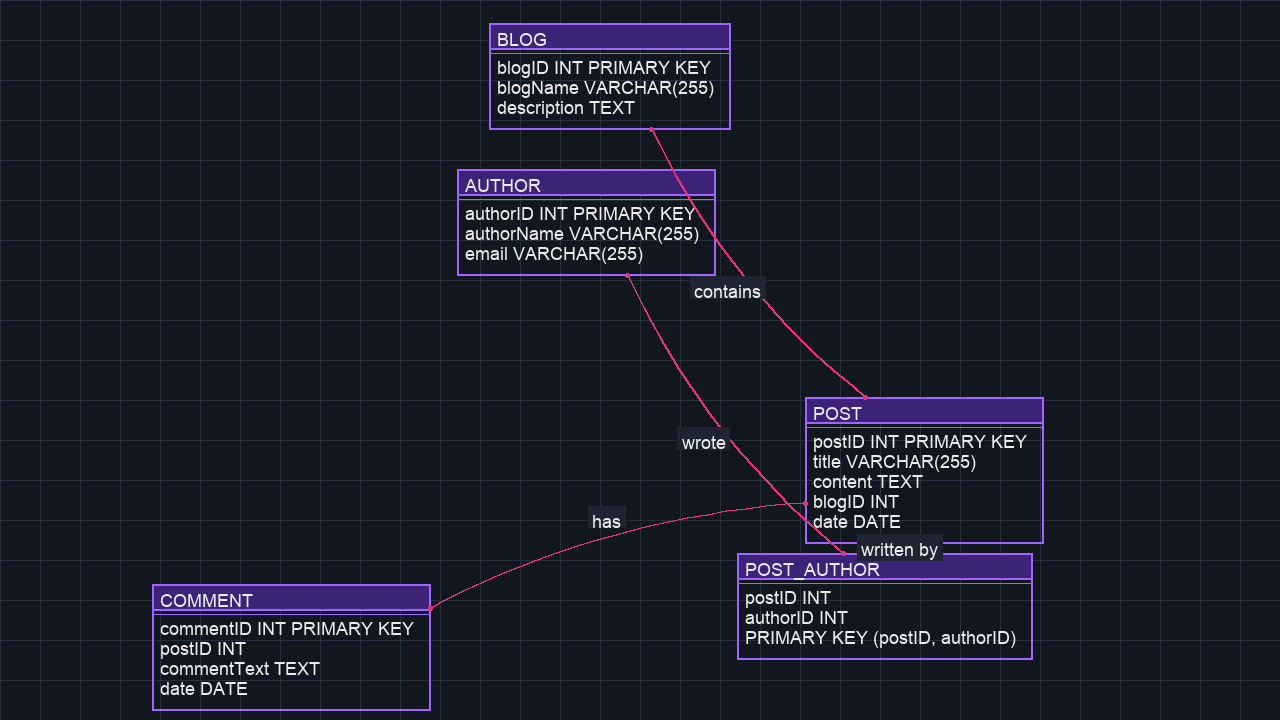 BLOG
blogID INT PRIMARY KEY
blogName VARCHAR(255)
description TEXT
AUTHOR
authorID INT PRIMARY KEY
authorName VARCHAR(255)
email VARCHAR(255)
contains
POST
postID INT PRIMARY KEY
title VARCHAR(255)
content TEXT
blogID INT
date DATE
wrote
has
written by
POST_AUTHOR
postID INT
authorID INT
PRIMARY KEY (postID, authorID)
COMMENT
commentID INT PRIMARY KEY
postID INT
commentText TEXT
date DATE